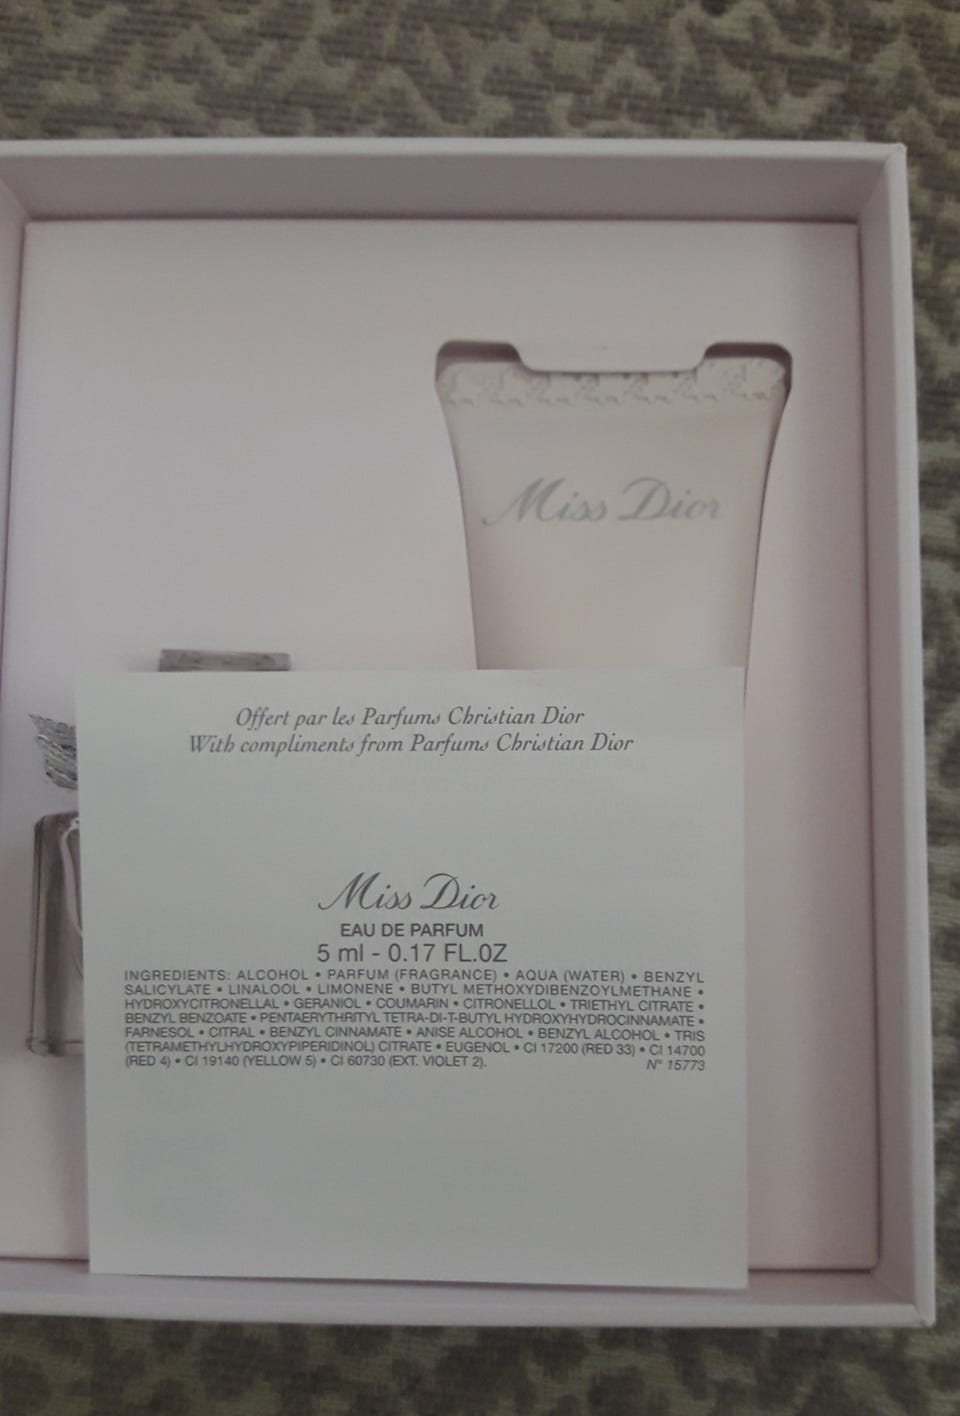 Miss Dior
Offert par les Parfums Christian Dior
With compliments from Parfums Christian Dior
Miss Dior
EAU DE PARFUM
5 ml - 0.17 FL.OZ
INGREDIENTS: ALCOHOL • PARFUM (FRAGRANCE) • AQUA (WATER) • BENZYL
SALICYLATE • LINALOOL • LIMONENE • BUTYL METHOXYDIBENZOYLMETHANE •
HYDROXYCITRONELLAL • GERANIOL • COUMARIN • CITRONELLOL • TRIETHYL CITRATE •
BENZYL BENZOATE • PENTAERYTHRITYL TETRA-DI-T-BUTYL HYDROXYHYDROCINNAMATE •
FARNESOL • CITRAL • BENZYL CINNAMATE • ANISE ALCOHOL • BENZYL ALCOHOL • TRIS
(TETRAMETHYLHYDROXYPIPERIDINOL) CITRATE • EUGENOL • CI 17200 (RED 33) • CI 14700
(RED 4) • CI 19140 (YELLOW 5) • CI 60730 (EXT. VIOLET 2). N° 15773